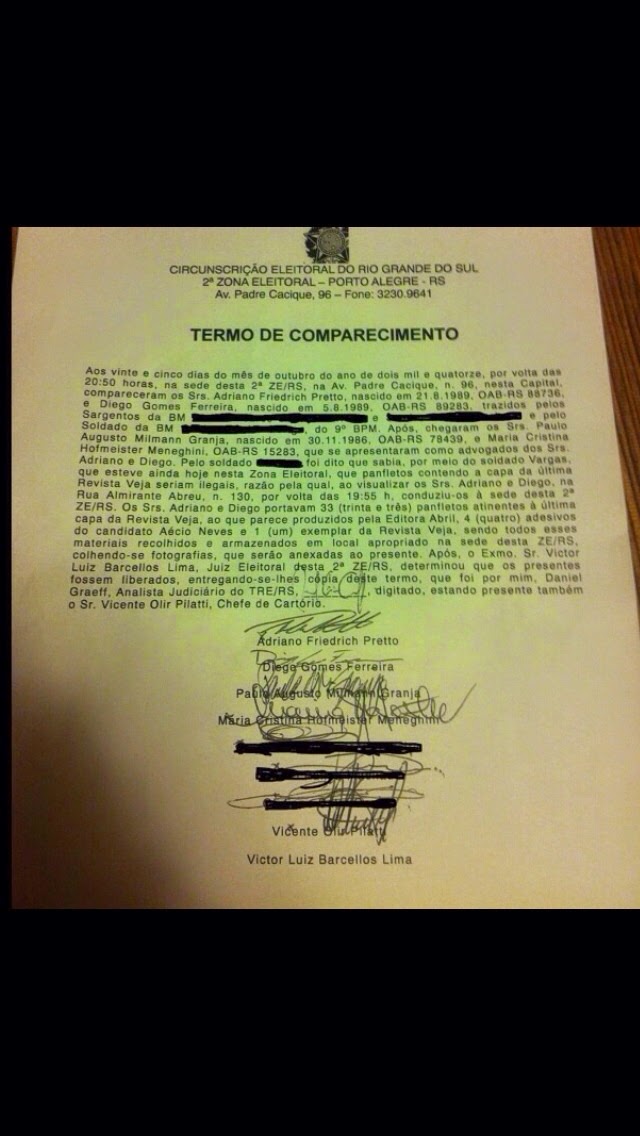 CIRCUNSCRIÇÃO ELEITORAL DO RIO GRANDE DO SUL
2ª ZONA ELEITORAL – PORTO ALEGRE - RS
Av. Padre Cacique, 96 – Fone: 3230.9641
TERMO DE COMPARECIMENTO
Aos vinte e cinco dias do mês de outubro do ano de dois mil e quatorze, por volta das
20:50 horas, na sede desta 2ª ZE/RS, na Av. Padre Cacique, n. 96, nesta Capital,
compareceram os Srs. Adriano Friedrich Pretto, nascido em 21.8.1989, OAB-RS 88736,
e Diego Gomes Ferreira, nascido em 5.8.1989, OAB-RS 89283, trazidos pelos
Sargentos da BM e e pelo
Soldado da BM , do 9º BPM. Após, chegaram os Srs. Paulo
Augusto Milmann Granja, nascido em 30.11.1986, OAB-RS 78439, e Maria Cristina
Hofmeister Meneghini, OAB-RS 15283, que se apresentaram como advogados dos Srs.
Adriano e Diego. Pelo soldado foi dito que sabia, por meio do soldado Vargas,
que esteve ainda hoje nesta Zona Eleitoral, que panfletos contendo a capa da última
Revista Veja seriam ilegais, razão pela qual, ao visualizar os Srs. Adriano e Diego, na
Rua Almirante Abreu, n. 130, por volta das 19:55 h, conduziu-os à sede desta 2ª
ZE/RS. Os Srs. Adriano e Diego portavam 33 (trinta e três) panfletos atinentes à última
capa da Revista Veja, ao que parece produzidos pela Editora Abril, 4 (quatro) adesivos
do candidato Aécio Neves e 1 (um) exemplar da Revista Veja, sendo todos esses
materiais recolhidos e armazenados em local apropriado na sede desta ZE/RS,
colhendo-se fotografias, que serão anexadas ao presente. Após, o Exmo. Sr. Victor
Luiz Barcellos Lima, Juiz Eleitoral desta 2ª ZE/RS, determinou que os presentes
fossem liberados, entregando-se-lhes cópia deste termo, que foi por mim, Daniel
Graeff, Analista Judiciário do TRE/RS, , digitado, estando presente também
o Sr. Vicente Olir Pilatti, Chefe de Cartório.
Adriano Friedrich Pretto
Diego Gomes Ferreira
Paulo Augusto Milmann Granja
Maria Cristina Hofmeister Meneghini
Vicente Olir Pilatti
Victor Luiz Barcellos Lima